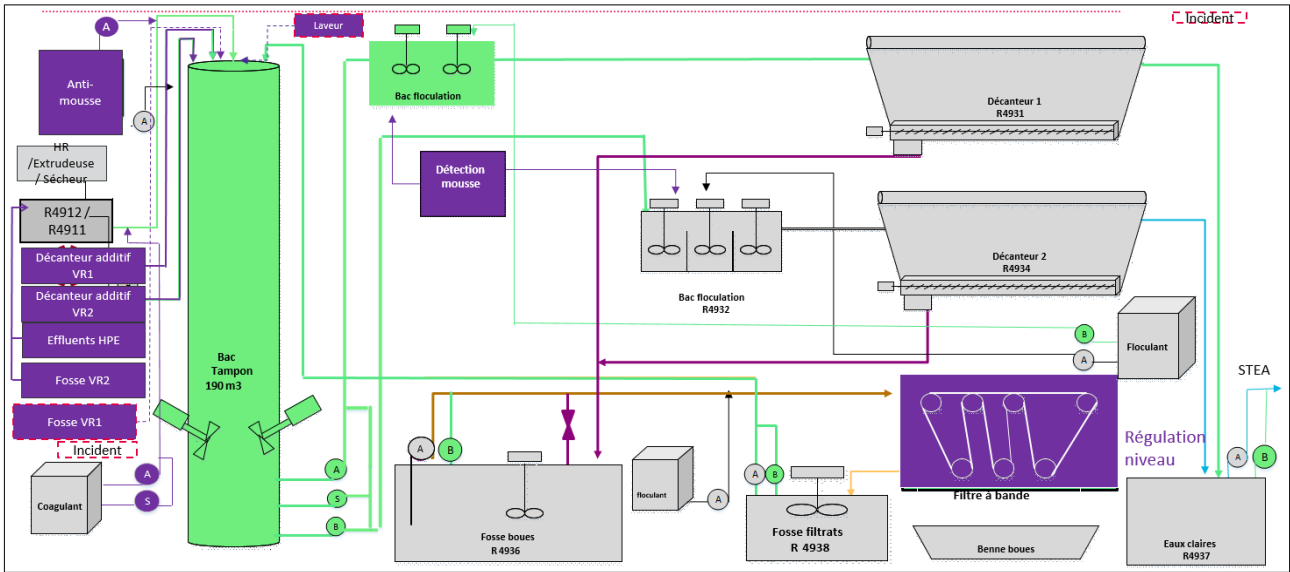 Incident
A
Laveur
Anti-
mousse
A
HR
/Extrudeuse
/ Sécheur
R4912 /
R4911
Décanteur additif
VR1
Décanteur additif
VR2
Effluents HPE
Fosse VR2
Fosse VR1
Incident
Coagulant
A
S
Bac
Tampon
190 m3
A
S
B
Bac floculation
Détection
mousse
Bac floculation
R4932
Décanteur 1
R4931
Décanteur 2
R4934
B
A
Floculant
STEA
Régulation
niveau
A
B
Filtre à bande
Benne boues
Eaux claires
R4937
A
B
Fosse boues
R 4936
floculant
A
A
B
Fosse filtrats
R 4938